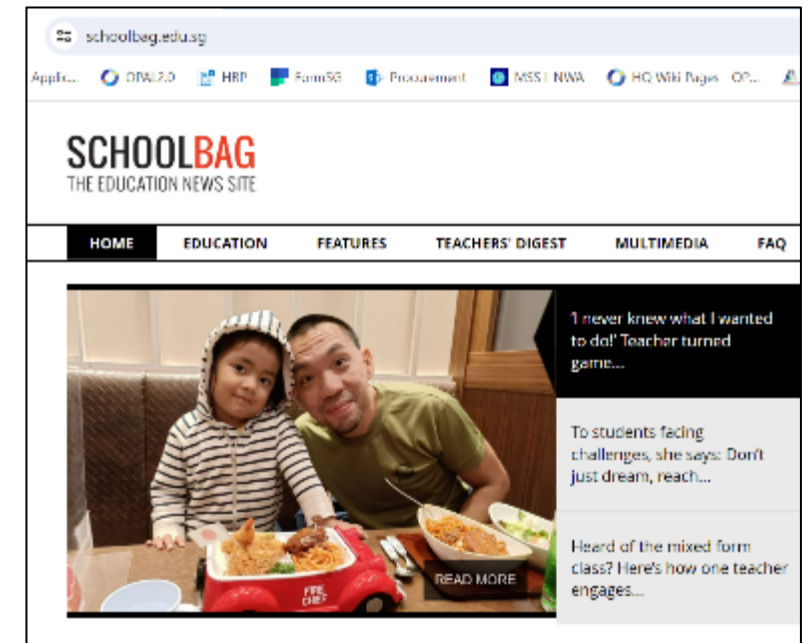 schoolbag.edu.sg
Applic... OPAL2.0 HRP FormSG Procurement MSS I NWA HQ Wiki Pages OP...
SCHOOLBAG
THE EDUCATION NEWS SITE
HOME EDUCATION FEATURES TEACHERS' DIGEST MULTIMEDIA FAQ
'I never knew what I wanted
to do!' Teacher turned
game...
To students facing
challenges, she says: Don't
just dream, reach...
Heard of the mixed form
class? Here's how one teacher
engages...
FIRE
CHIEF
READ MORE